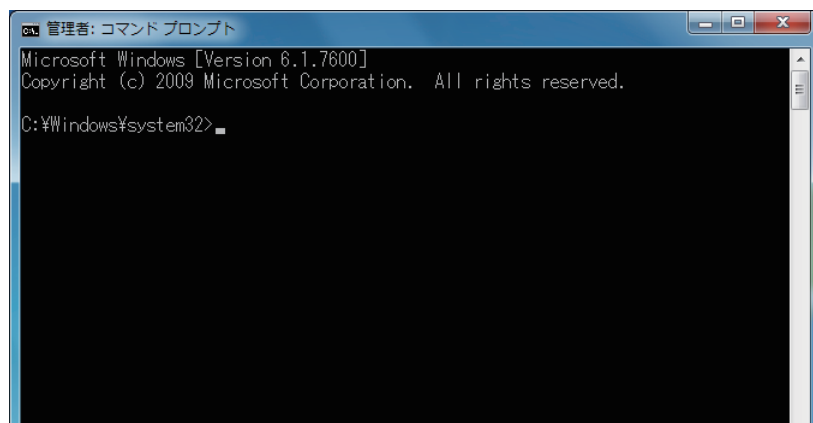 管理者: コマンド プロンプト
Microsoft Windows [Version 6.1.7600]
Copyright (c) 2009 Microsoft Corporation.  All rights reserved.
C:¥Windows¥system32>